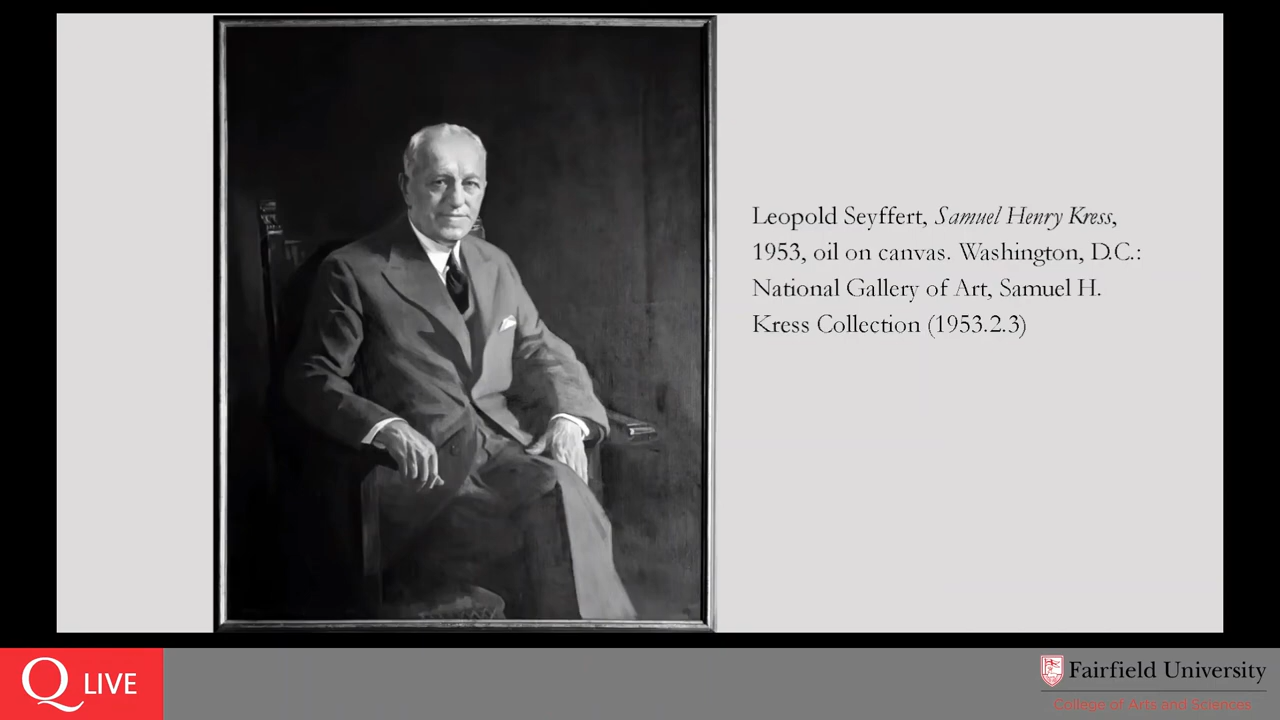 Leopold Seyffert, Samuel Henry Kress,
1953, oil on canvas. Washington, D.C.:
National Gallery of Art, Samuel H.
Kress Collection (1953.2.3)
Q LIVE
Fairfield University
College of Arts and Sciences